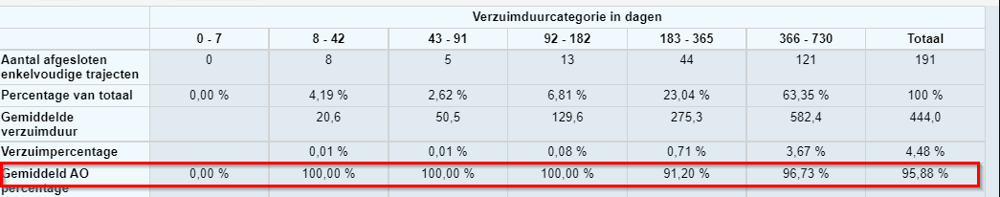 Verzuimduurcategorie in dagen
0 - 7 8 - 42 43 - 91 92 - 182 183 - 365 366 - 730 Totaal
Aantal afgesloten
enkelvoudige trajecten 0 8 5 13 44 121 191
Percentage van totaal 0,00 % 4,19 % 2,62 % 6,81 % 23,04 % 63,35 % 100 %
Gemiddelde
verzuimduur 20,6 50,5 129,6 275,3 582,4 444,0
Verzuimpercentage 0,01 % 0,01 % 0,08 % 0,71 % 3,67 % 4,48 %
Gemiddeld AO 0,00 % 100,00 % 100,00 % 100,00 % 91,20 % 96,73 % 95,88 %
percentage